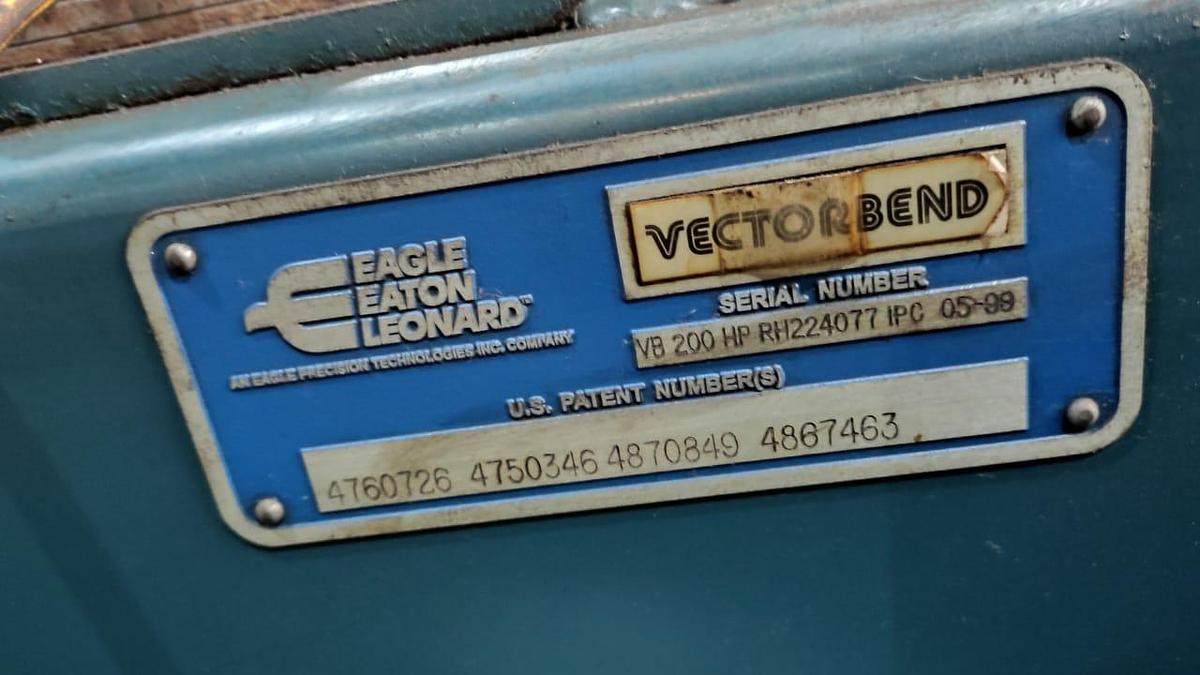 EAGLE
EATON
LEONARD™
AN EAGLE PRECISION TECHNOLOGIES INC. COMPANY
VECTORBEND
SERIAL NUMBER
VB 200 HP RH224077 IPC 05-99
U.S. PATENT NUMBER(S)
4760726 4750346 4870849 4867463